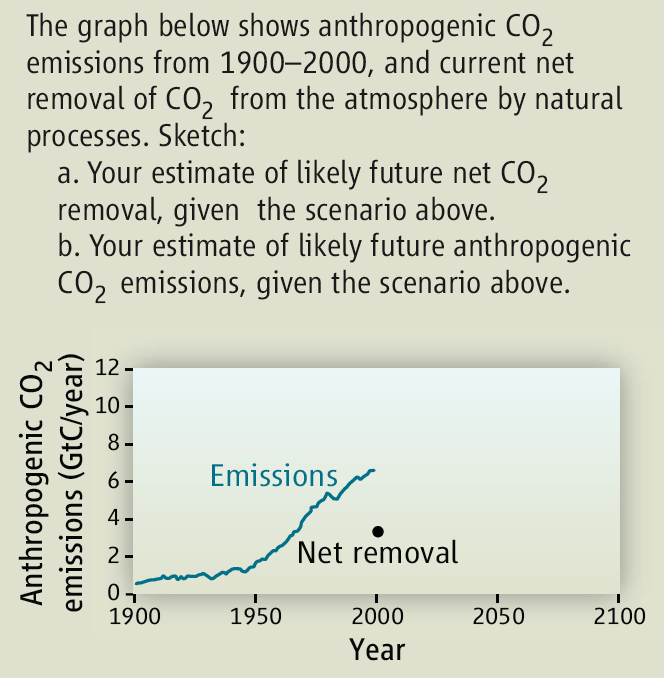 The graph below shows anthropogenic CO2
emissions from 1900–2000, and current net
removal of CO2 from the atmosphere by natural
processes. Sketch:
a. Your estimate of likely future net CO2
removal, given the scenario above.
b. Your estimate of likely future anthropogenic
CO2 emissions, given the scenario above.
Anthropogenic CO2
emissions (GtC/year)
12
10
8
6
4
2
0
Emissions
Net removal
1900 1950 2000 2050 2100
Year